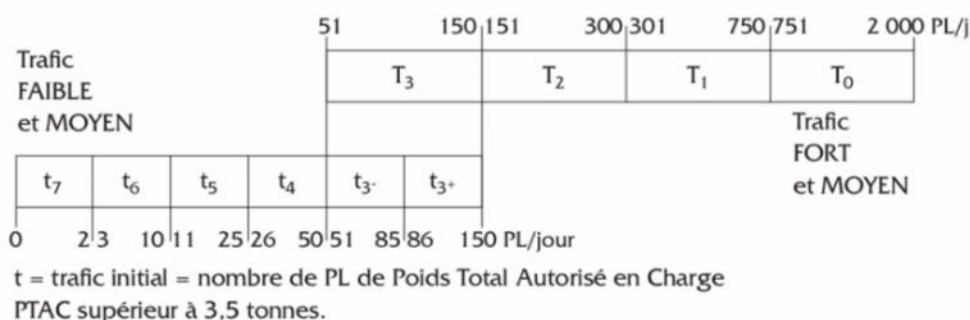 51 150 151 300 301 750 751 2 000 PL/j
Trafic
FAIBLE
et MOYEN
T3 T2 T1 T0
Trafic
FORT
et MOYEN
t7 t6 t5 t4 t3- t3+
0 2 3 10 11 25 26 50 51 85 86 150 PL/jour
t = trafic initial = nombre de PL de Poids Total Autorisé en Charge
PTAC supérieur à 3,5 tonnes.